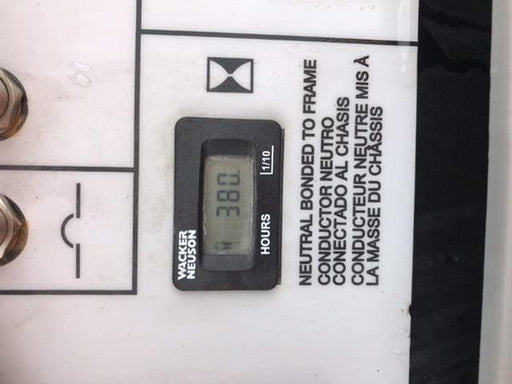 WACKER
NEUSON
380
HOURS
1/10
NEUTRAL BONDED TO FRAME
CONDUCTOR NEUTRO
CONECTADO AL CHASIS
CONDUCTEUR NEUTRE MIS À
LA MASSE DU CHÂSSIS